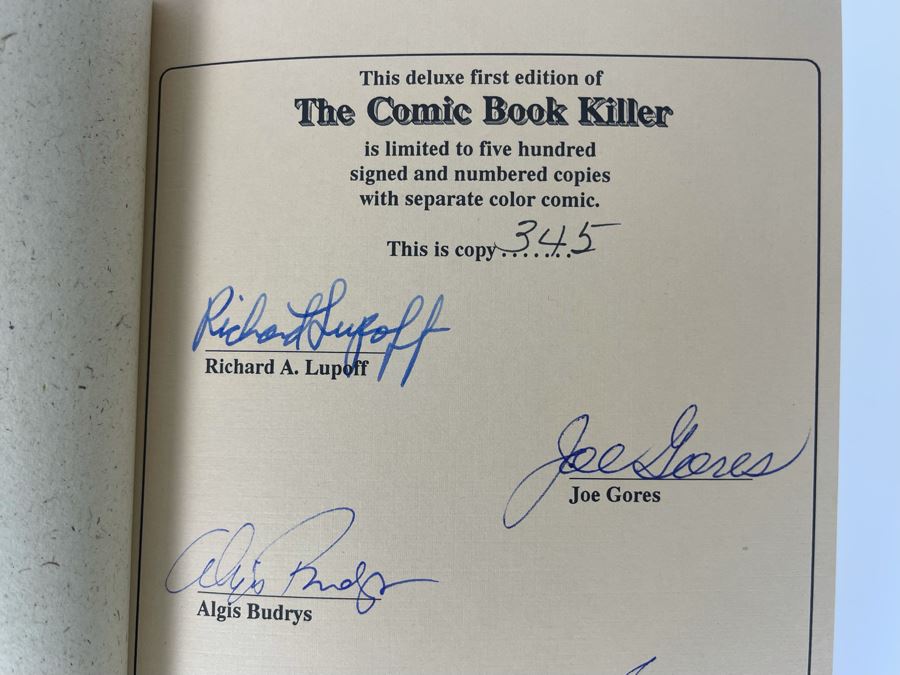 This deluxe first edition of
The Comic Book Killer
is limited to five hundred
signed and numbered copies
with separate color comic.
This is copy 345
Richard Lupoff
Richard A. Lupoff
Joe Gores
Joe Gores
Algis Budrys
Algis Budrys